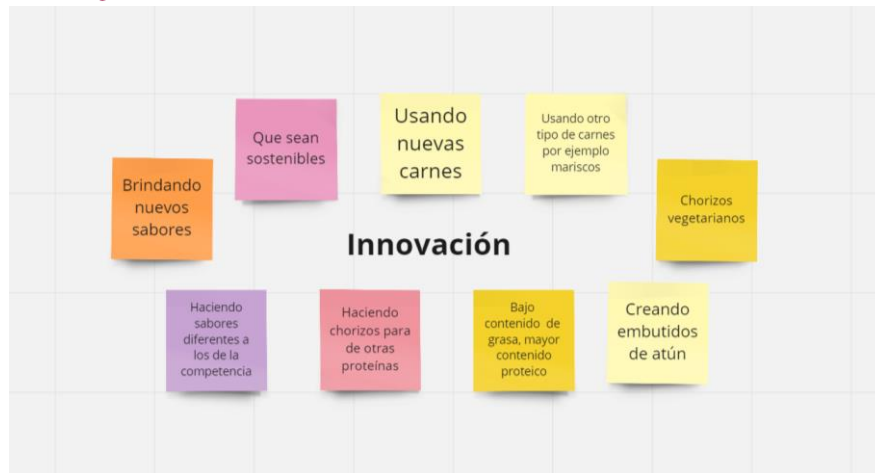 Que sean
sostenibles
Usando
nuevas
carnes
Usando otro
tipo de carnes
por ejemplo
mariscos
Brindando
nuevos
sabores
Chorizos
vegetarianos
Innovación
Haciendo
sabores
diferentes a
los de la
competencia
Haciendo
chorizos para
de otras
proteínas
Bajo
contenido de
grasa, mayor
contenido
proteico
Creando
embutidos
de atún